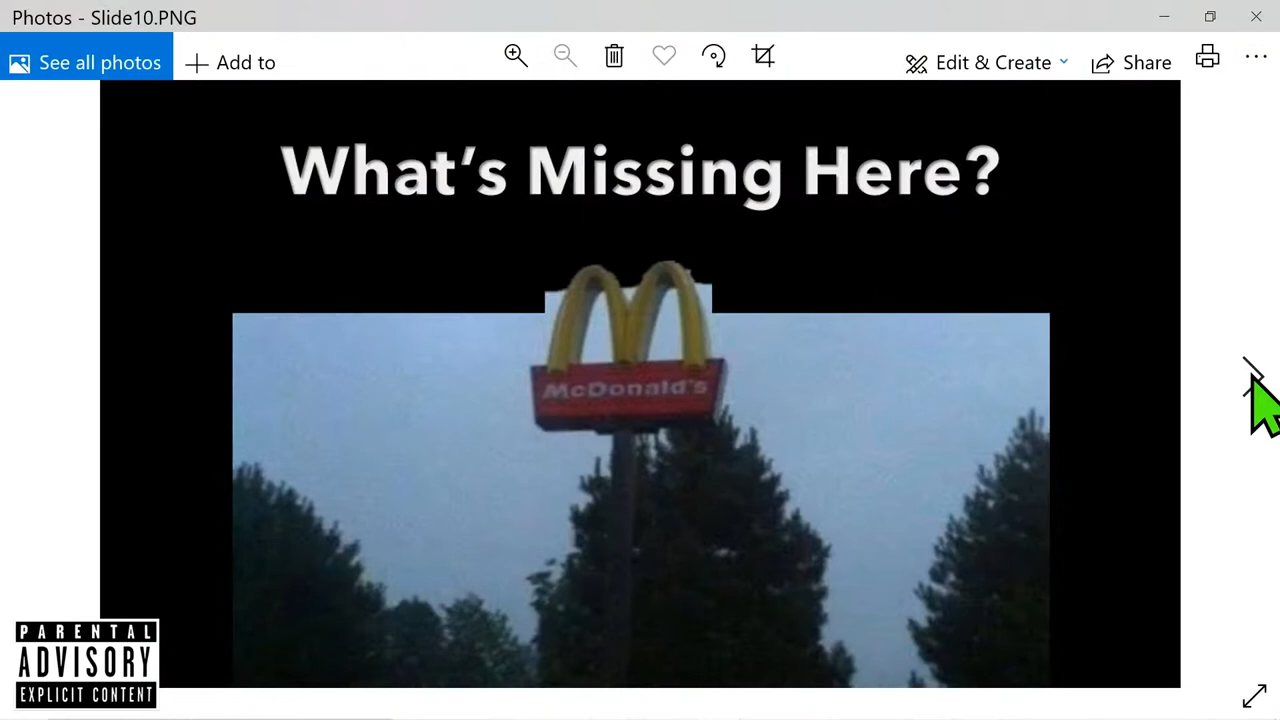 Photos - Slide10.PNG
See all photos
Add to
Edit & Create
Share
What's Missing Here?
McDonald's
PARENTAL
ADVISORY
EXPLICIT CONTENT